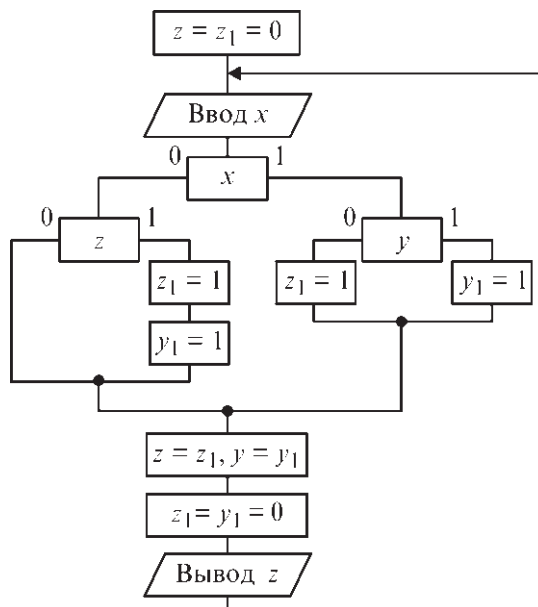 z = z₁ = 0
Ввод x
0 1
x
0 1
z
0 1
y
z₁ = 1
z₁ = 1
y₁ = 1
y₁ = 1
z = z₁, y = y₁
z₁ = y₁ = 0
Вывод z